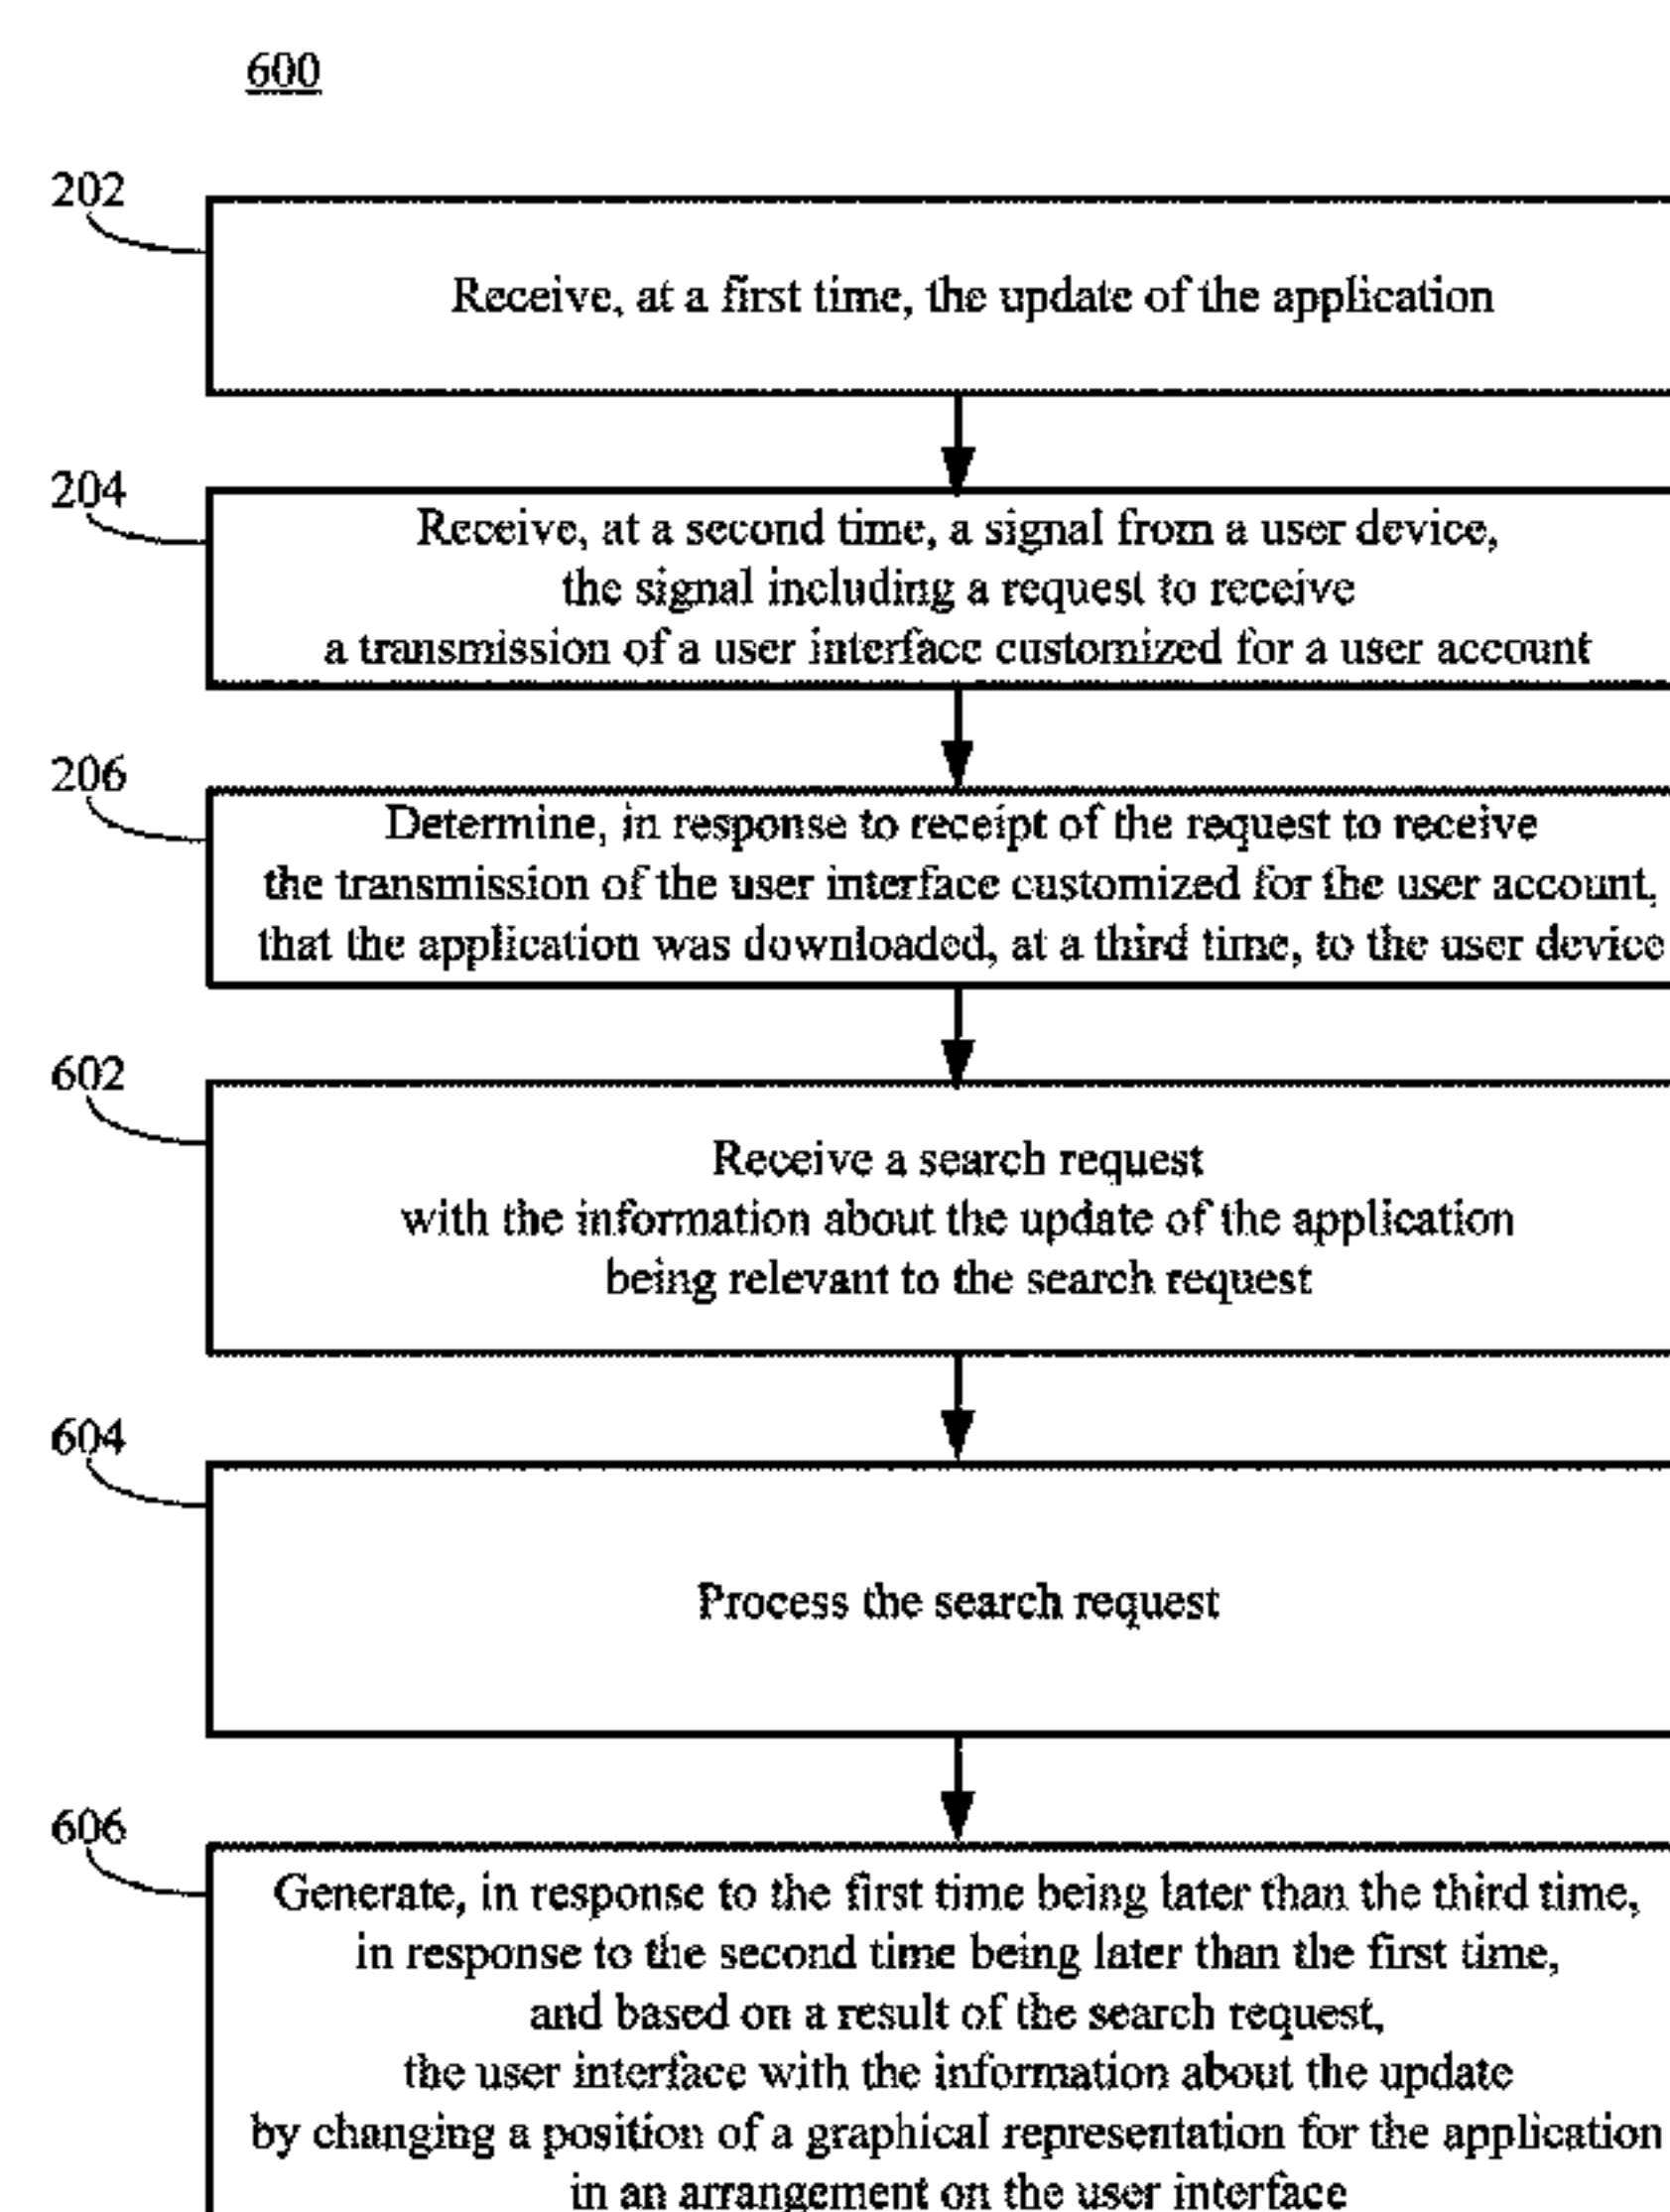 600
202
Receive, at a first time, the update of the application
204
Receive, at a second time, a signal from a user device,
the signal including a request to receive
a transmission of a user interface customized for a user account
206
Determine, in response to receipt of the request to receive
the transmission of the user interface customized for the user account,
that the application was downloaded, at a third time, to the user device
602
Receive a search request
with the information about the update of the application
being relevant to the search request
604
Process the search request
606
Generate, in response to the first time being later than the third time,
in response to the second time being later than the first time,
and based on a result of the search request,
the user interface with the information about the update
by changing a position of a graphical representation for the application
in an arrangement on the user interface